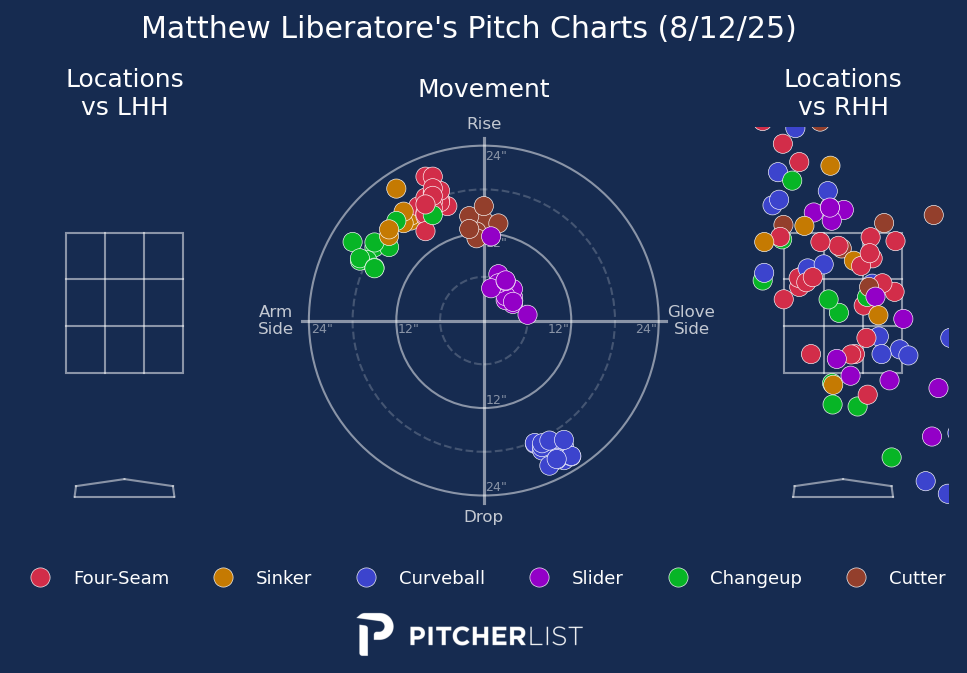 Matthew Liberatore's Pitch Charts (8/12/25)
Locations
vs LHH
Movement
Locations
vs RHH
Rise
24"
12"
Arm
Side
24"
12"
12"
24"
Glove
Side
12"
24"
Drop
Four-Seam
Sinker
Curveball
Slider
Changeup
Cutter
PITCHERLIST